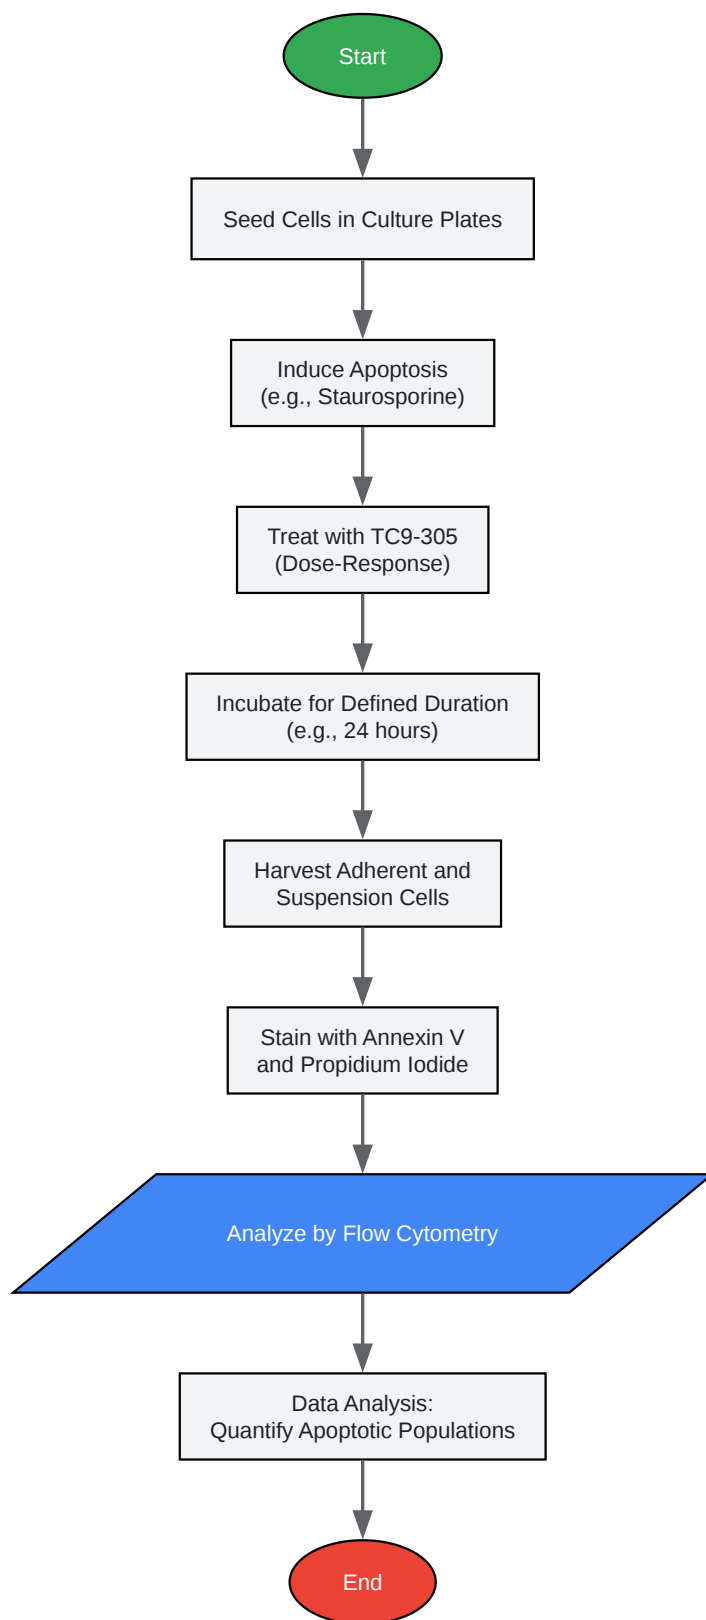 Start
Seed Cells in Culture Plates
Induce Apoptosis
(e.g., Staurosporine)
Treat with TC9-305
(Dose-Response)
Incubate for Defined Duration
(e.g., 24 hours)
Harvest Adherent and
Suspension Cells
Stain with Annexin V
and Propidium Iodide
Analyze by Flow Cytometry
Data Analysis:
Quantify Apoptotic Populations
End